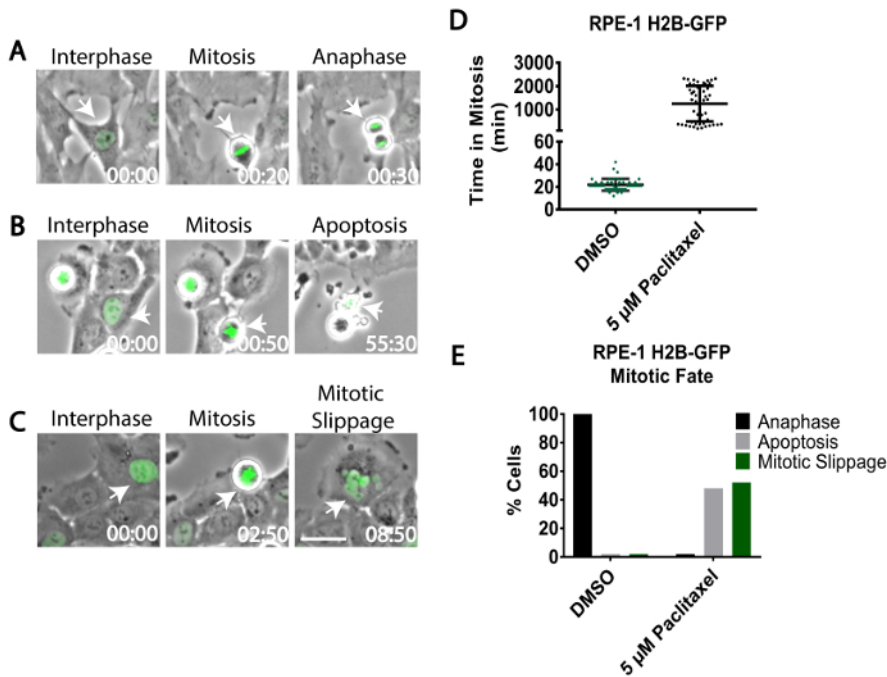 A
Interphase Mitosis Anaphase
00:00 00:20 00:30
B
Interphase Mitosis Apoptosis
00:00 00:50 55:30
C
Interphase Mitosis Mitotic
Slippage
00:00 02:50 08:50
D
RPE-1 H2B-GFP
Time in Mitosis
(min)
3000
2000
1000
60
40
20
0
DMSO
5 µM Paclitaxel
E
RPE-1 H2B-GFP
Mitotic Fate
% Cells
100
80
60
40
20
0
Anaphase
Apoptosis
Mitotic Slippage
DMSO
5 µM Paclitaxel